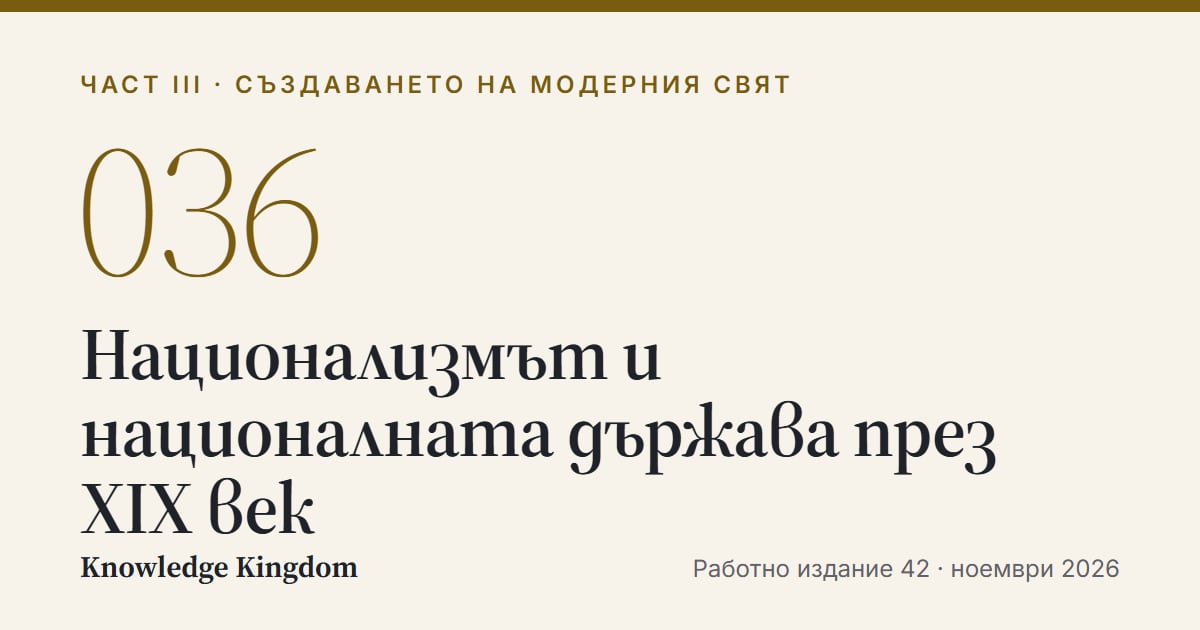 ЧАСТ III · СЪЗДАВАНЕТО НА МОДЕРНИЯ СВЯТ
036
Национализмът и
националната държава през
XIX век
Knowledge Kingdom
Работно издание 42 · ноември 2026